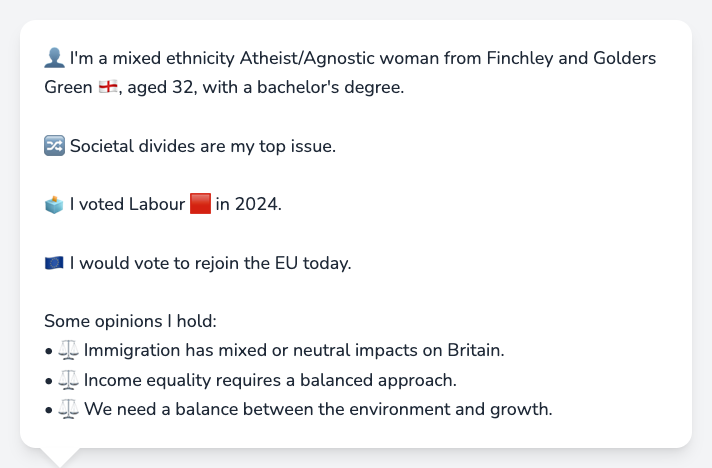 👤 I'm a mixed ethnicity Atheist/Agnostic woman from Finchley and Golders
Green 🏴󠁧󠁢󠁥󠁮󠁧󠁿, aged 32, with a bachelor's degree.
🔀 Societal divides are my top issue.
🗳️ I voted Labour 🟥 in 2024.
🇪🇺 I would vote to rejoin the EU today.
Some opinions I hold:
• ⚖️ Immigration has mixed or neutral impacts on Britain.
• ⚖️ Income equality requires a balanced approach.
• ⚖️ We need a balance between the environment and growth.